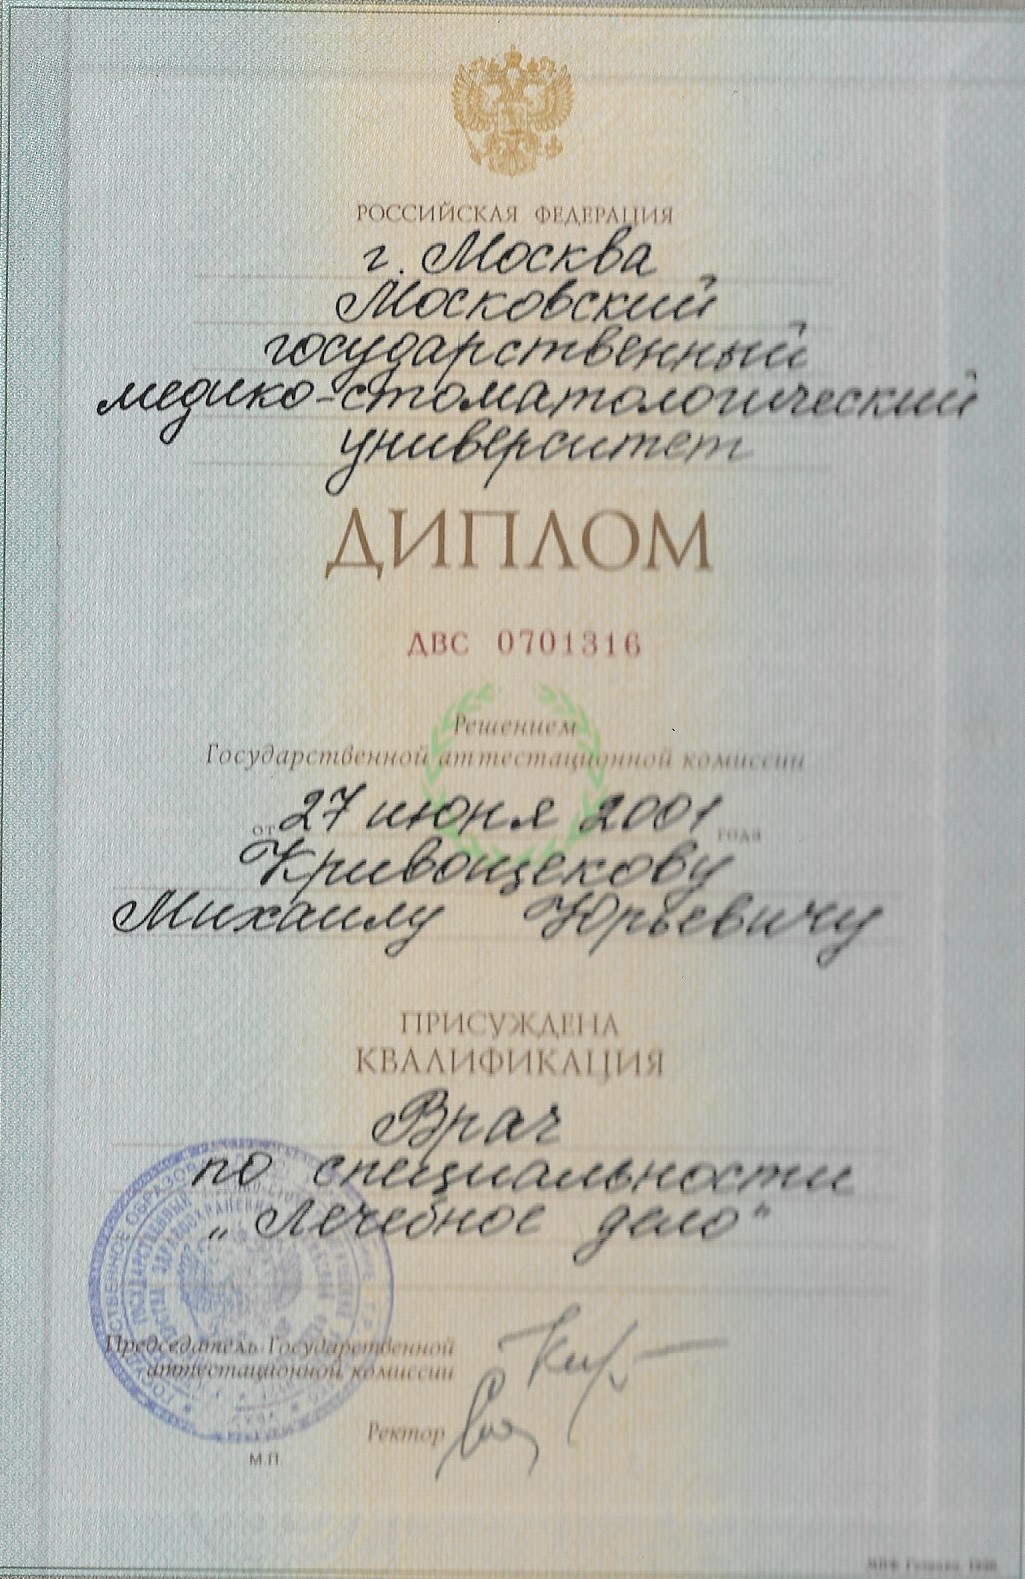 РОССИЙСКАЯ ФЕДЕРАЦИЯ
г. Москва
Московский
государственный
медико-стоматологический
университет
ДИПЛОМ
ДВС 0701316
Решением
Государственной аттестационной комиссии
от 27 июня 2001 года
Кривощекову
Михаилу Юрьевичу
ПРИСУЖДЕНА
КВАЛИФИКАЦИЯ
Врач
по специальности
„Лечебное дело"
Председатель Государственной
аттестационной комиссии
Ректор
М.П.